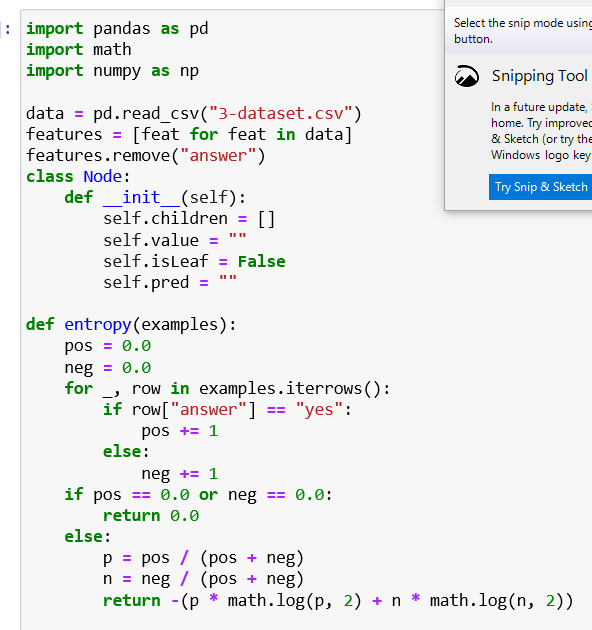 ]:
import pandas as pd
import math
import numpy as np
data = pd.read_csv("3-dataset.csv")
features = [feat for feat in data]
features.remove("answer")
class Node:
    def __init__(self):
        self.children = []
        self.value = ""
        self.isLeaf = False
        self.pred = ""
def entropy(examples):
    pos = 0.0
    neg = 0.0
    for _, row in examples.iterrows():
        if row["answer"] == "yes":
            pos += 1
        else:
            neg += 1
    if pos == 0.0 or neg == 0.0:
        return 0.0
    else:
        p = pos / (pos + neg)
        n = neg / (pos + neg)
        return -(p * math.log(p, 2) + n * math.log(n, 2))
Select the snip mode using
button.
Snipping Tool
In a future update,
home. Try improved
& Sketch (or try the
Windows logo key
Try Snip & Sketch